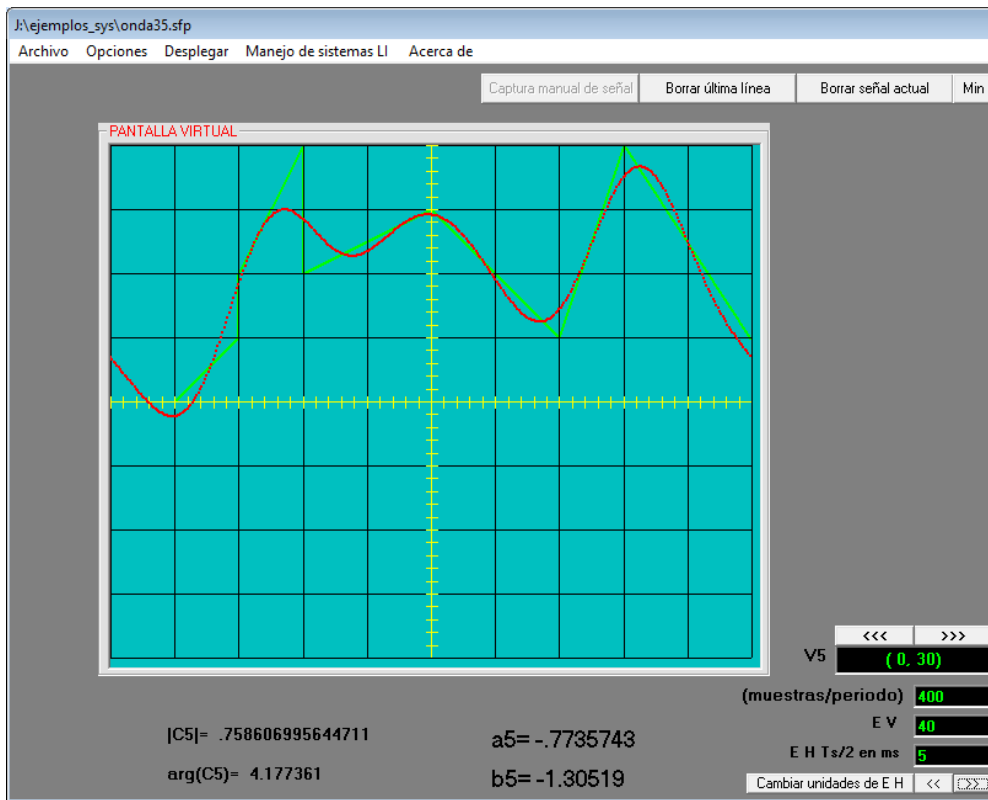 J:\ejemplos_sys\onda35.sfp
Archivo Opciones Desplegar Manejo de sistemas LI Acerca de
Captura manual de señal Borrar última línea Borrar señal actual Min
PANTALLA VIRTUAL
<<< >>>
V5 ( 0, 30)
(muestras/periodo) 400
E V 40
E H Ts/2 en ms 5
Cambiar unidades de E H << >>
|C5|= .758606995644711 a5=-.7735743
arg(C5)= 4.177361 b5=-1.30519